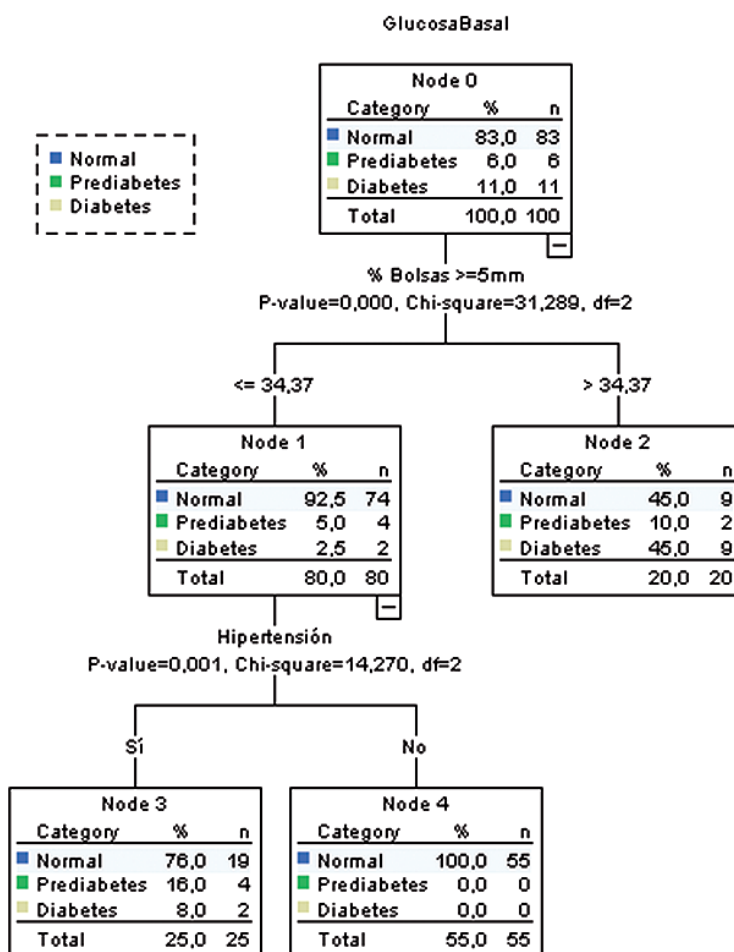 GlucosaBasal
Node 0
Category % n
Normal 83,0 83
Prediabetes 6,0 6
Diabetes 11,0 11
Total 100,0 100
Normal
Prediabetes
Diabetes
% Bolsas >=5mm
P-value=0,000, Chi-square=31,289, df=2
<= 34,37
> 34,37
Node 1
Category % n
Normal 92,5 74
Prediabetes 5,0 4
Diabetes 2,5 2
Total 80,0 80
Node 2
Category % n
Normal 45,0 9
Prediabetes 10,0 2
Diabetes 45,0 9
Total 20,0 20
Hipertensión
P-value=0,001, Chi-square=14,270, df=2
Sí
No
Node 3
Category % n
Normal 76,0 19
Prediabetes 16,0 4
Diabetes 8,0 2
Total 25,0 25
Node 4
Category % n
Normal 100,0 55
Prediabetes 0,0 0
Diabetes 0,0 0
Total 55,0 55